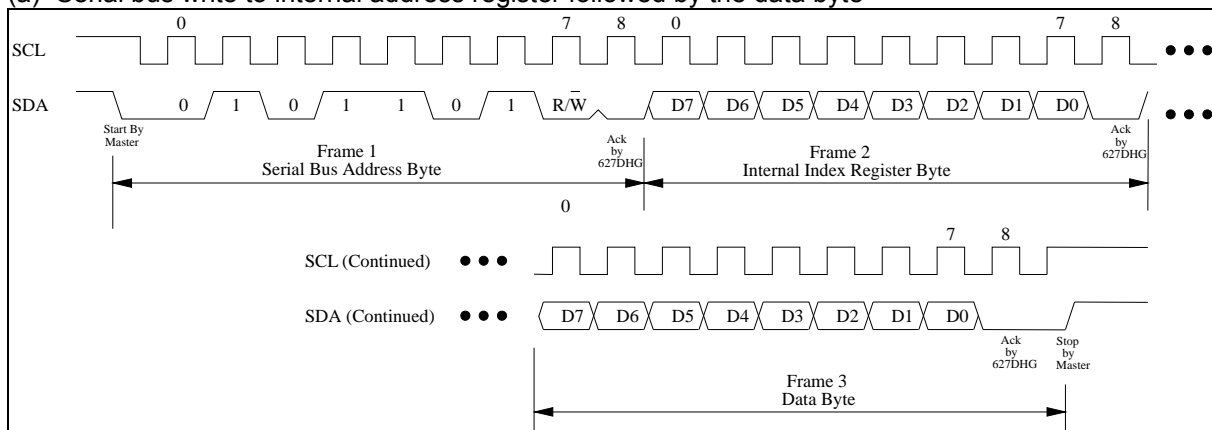 (a) Serial bus write to internal address register followed by the data byte
0 7 8 0 7 8
SCL
SDA 0 1 0 1 1 0 1 R/W D7 D6 D5 D4 D3 D2 D1 D0
Start By
Master
Ack
by
627DHG
Ack
by
627DHG
Frame 1
Serial Bus Address Byte
Frame 2
Internal Index Register Byte
0
7 8
SCL (Continued)
SDA (Continued) D7 D6 D5 D4 D3 D2 D1 D0
Ack
by
627DHG
Stop
by
Master
Frame 3
Data Byte